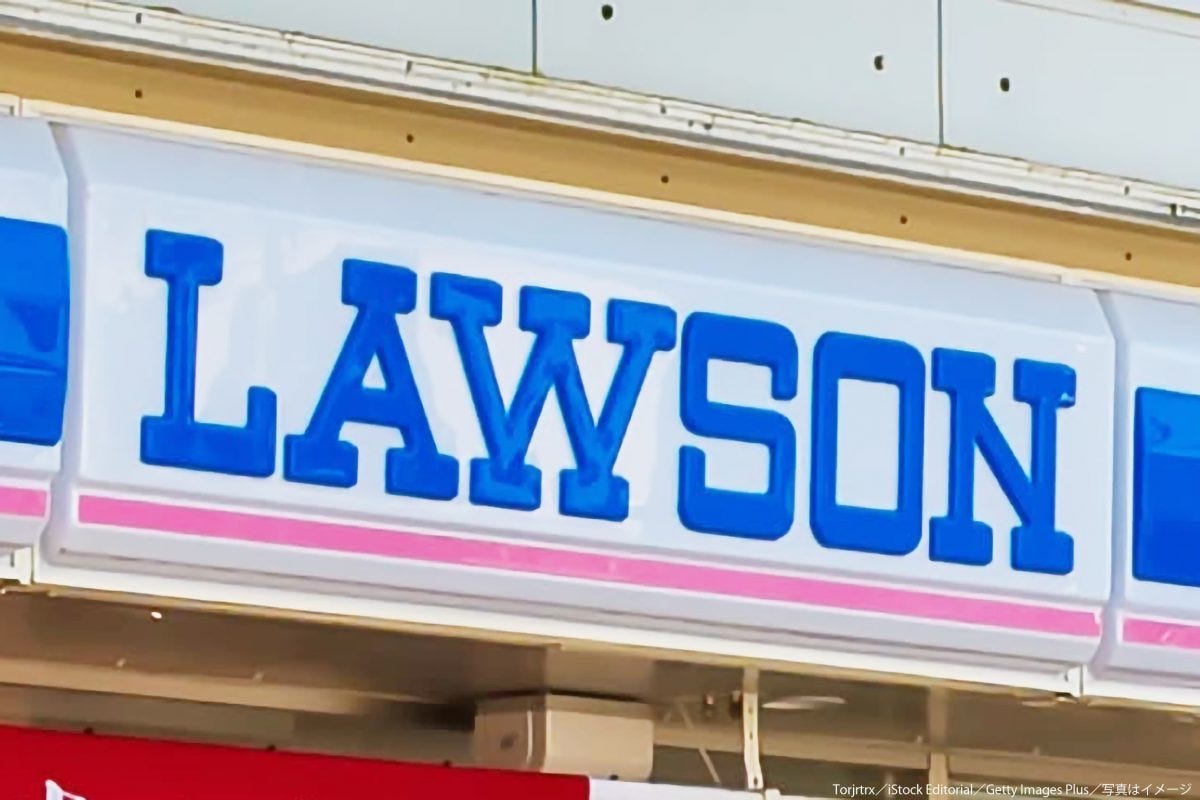 LAWSON
Torjrtrx／iStock Editorial／Getty Images Plus／写真はイメージ